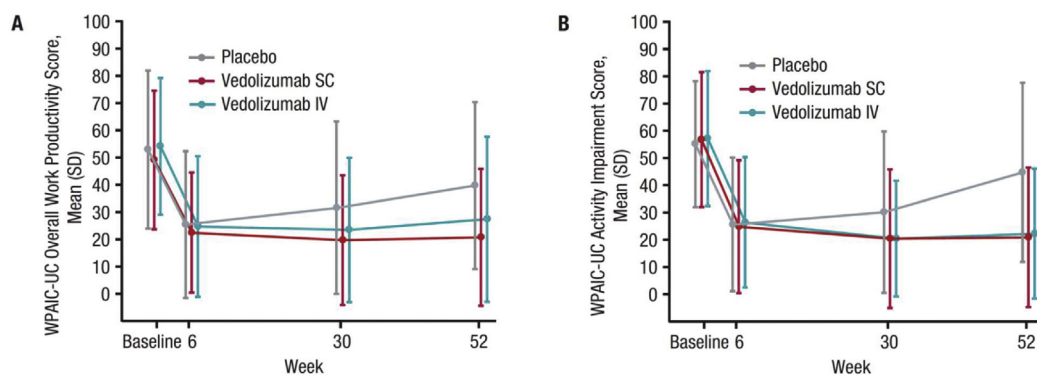 A
WPAIC-UC Overall Work Productivity Score,
Mean (SD)
100
90
80
70
60
50
40
30
20
10
0
Placebo
Vedolizumab SC
Vedolizumab IV
Baseline 6 30 52
Week
B
WPAIC-UC Activity Impairment Score,
Mean (SD)
100
90
80
70
60
50
40
30
20
10
0
Placebo
Vedolizumab SC
Vedolizumab IV
Baseline 6 30 52
Week